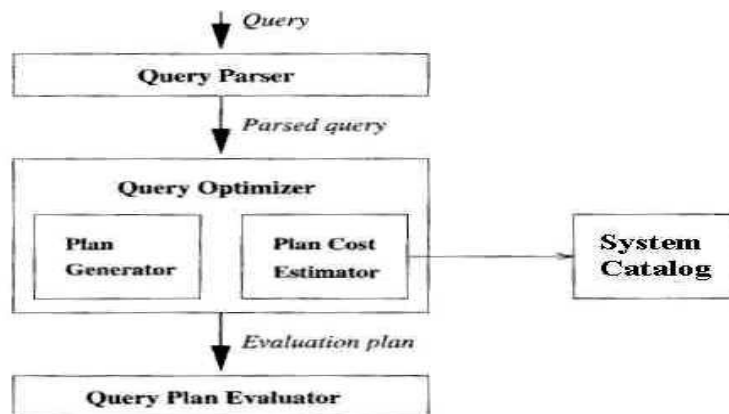 Query
Query Parser
Parsed query
Query Optimizer
Plan
Generator
Plan Cost
Estimator
System
Catalog
Evaluation plan
Query Plan Evaluator